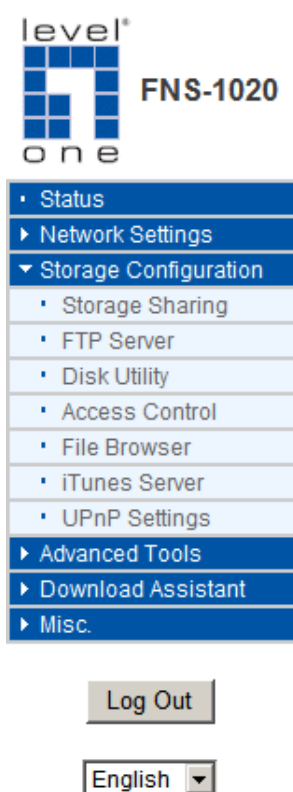 level
one
FNS-1020
Status
Network Settings
Storage Configuration
Storage Sharing
FTP Server
Disk Utility
Access Control
File Browser
iTunes Server
UPnP Settings
Advanced Tools
Download Assistant
Misc.
Log Out
English